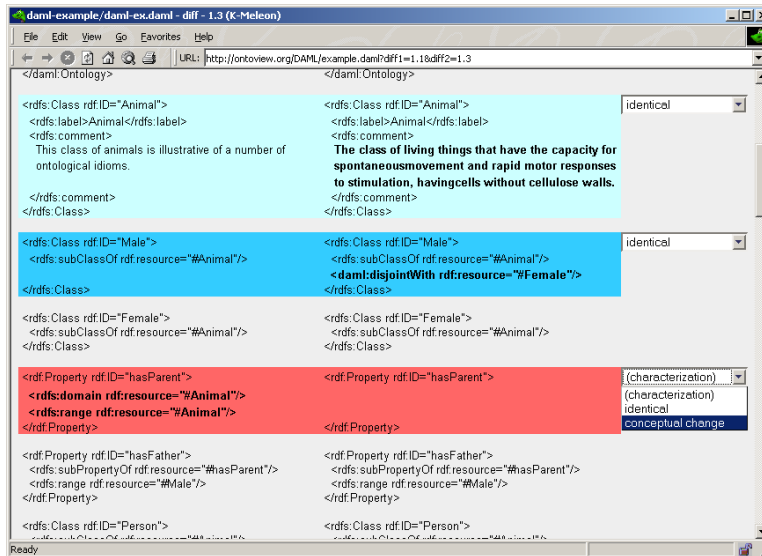 daml-example/daml-ex.daml - diff - 1.3 (K-Meleon)
File Edit View Go Favorites Help
URL: http://ontoview.org/DAML/example.daml?diff1=1.1&diff2=1.3
</daml:Ontology> </daml:Ontology>
<rdfs:Class rdf:ID="Animal"> <rdfs:Class rdf:ID="Animal"> identical
<rdfs:label>Animal</rdfs:label> <rdfs:label>Animal</rdfs:label>
<rdfs:comment> <rdfs:comment>
This class of animals is illustrative of a number of The class of living things that have the capacity for
ontological idioms. spontaneousmovement and rapid motor responses
to stimulation, havingcells without cellulose walls.
</rdfs:comment> </rdfs:comment>
</rdfs:Class> </rdfs:Class>
<rdfs:Class rdf:ID="Male"> <rdfs:Class rdf:ID="Male"> identical
<rdfs:subClassOf rdf:resource="#Animal"/> <rdfs:subClassOf rdf:resource="#Animal"/>
<daml:disjointWith rdf:resource="#Female"/>
</rdfs:Class> </rdfs:Class>
<rdfs:Class rdf:ID="Female"> <rdfs:Class rdf:ID="Female">
<rdfs:subClassOf rdf:resource="#Animal"/> <rdfs:subClassOf rdf:resource="#Animal"/>
</rdfs:Class> </rdfs:Class>
<rdf:Property rdf:ID="hasParent"> <rdf:Property rdf:ID="hasParent"> (characterization)
<rdfs:domain rdf:resource="#Animal"/> (characterization)
<rdfs:range rdf:resource="#Animal"/> identical
</rdf:Property> </rdf:Property> conceptual change
<rdf:Property rdf:ID="hasFather"> <rdf:Property rdf:ID="hasFather">
<rdfs:subPropertyOf rdf:resource="#hasParent"/> <rdfs:subPropertyOf rdf:resource="#hasParent"/>
<rdfs:range rdf:resource="#Male"/> <rdfs:range rdf:resource="#Male"/>
</rdf:Property> </rdf:Property>
<rdfs:Class rdf:ID="Person"> <rdfs:Class rdf:ID="Person">
Ready